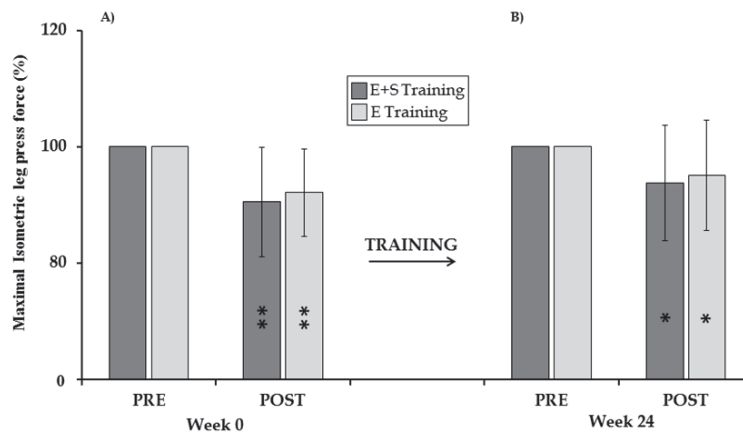 A)
B)
Maximal Isometric leg press force (%)
120
100
80
0
E+S Training
E Training
TRAINING
**
**
*
*
PRE
POST
PRE
POST
Week 0
Week 24